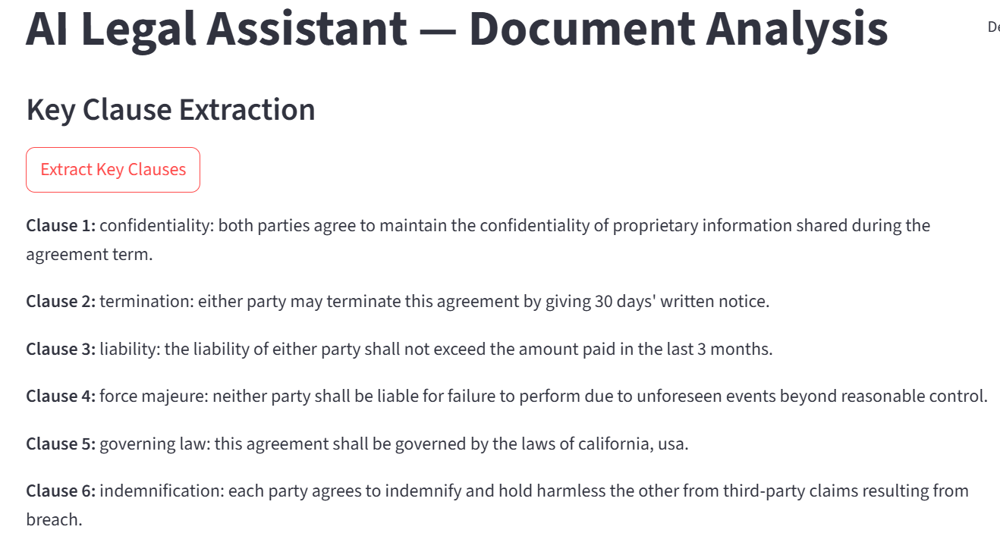 AI Legal Assistant — Document Analysis
Key Clause Extraction
Extract Key Clauses
Clause 1: confidentiality: both parties agree to maintain the confidentiality of proprietary information shared during the
agreement term.
Clause 2: termination: either party may terminate this agreement by giving 30 days' written notice.
Clause 3: liability: the liability of either party shall not exceed the amount paid in the last 3 months.
Clause 4: force majeure: neither party shall be liable for failure to perform due to unforeseen events beyond reasonable control.
Clause 5: governing law: this agreement shall be governed by the laws of california, usa.
Clause 6: indemnification: each party agrees to indemnify and hold harmless the other from third-party claims resulting from
breach.